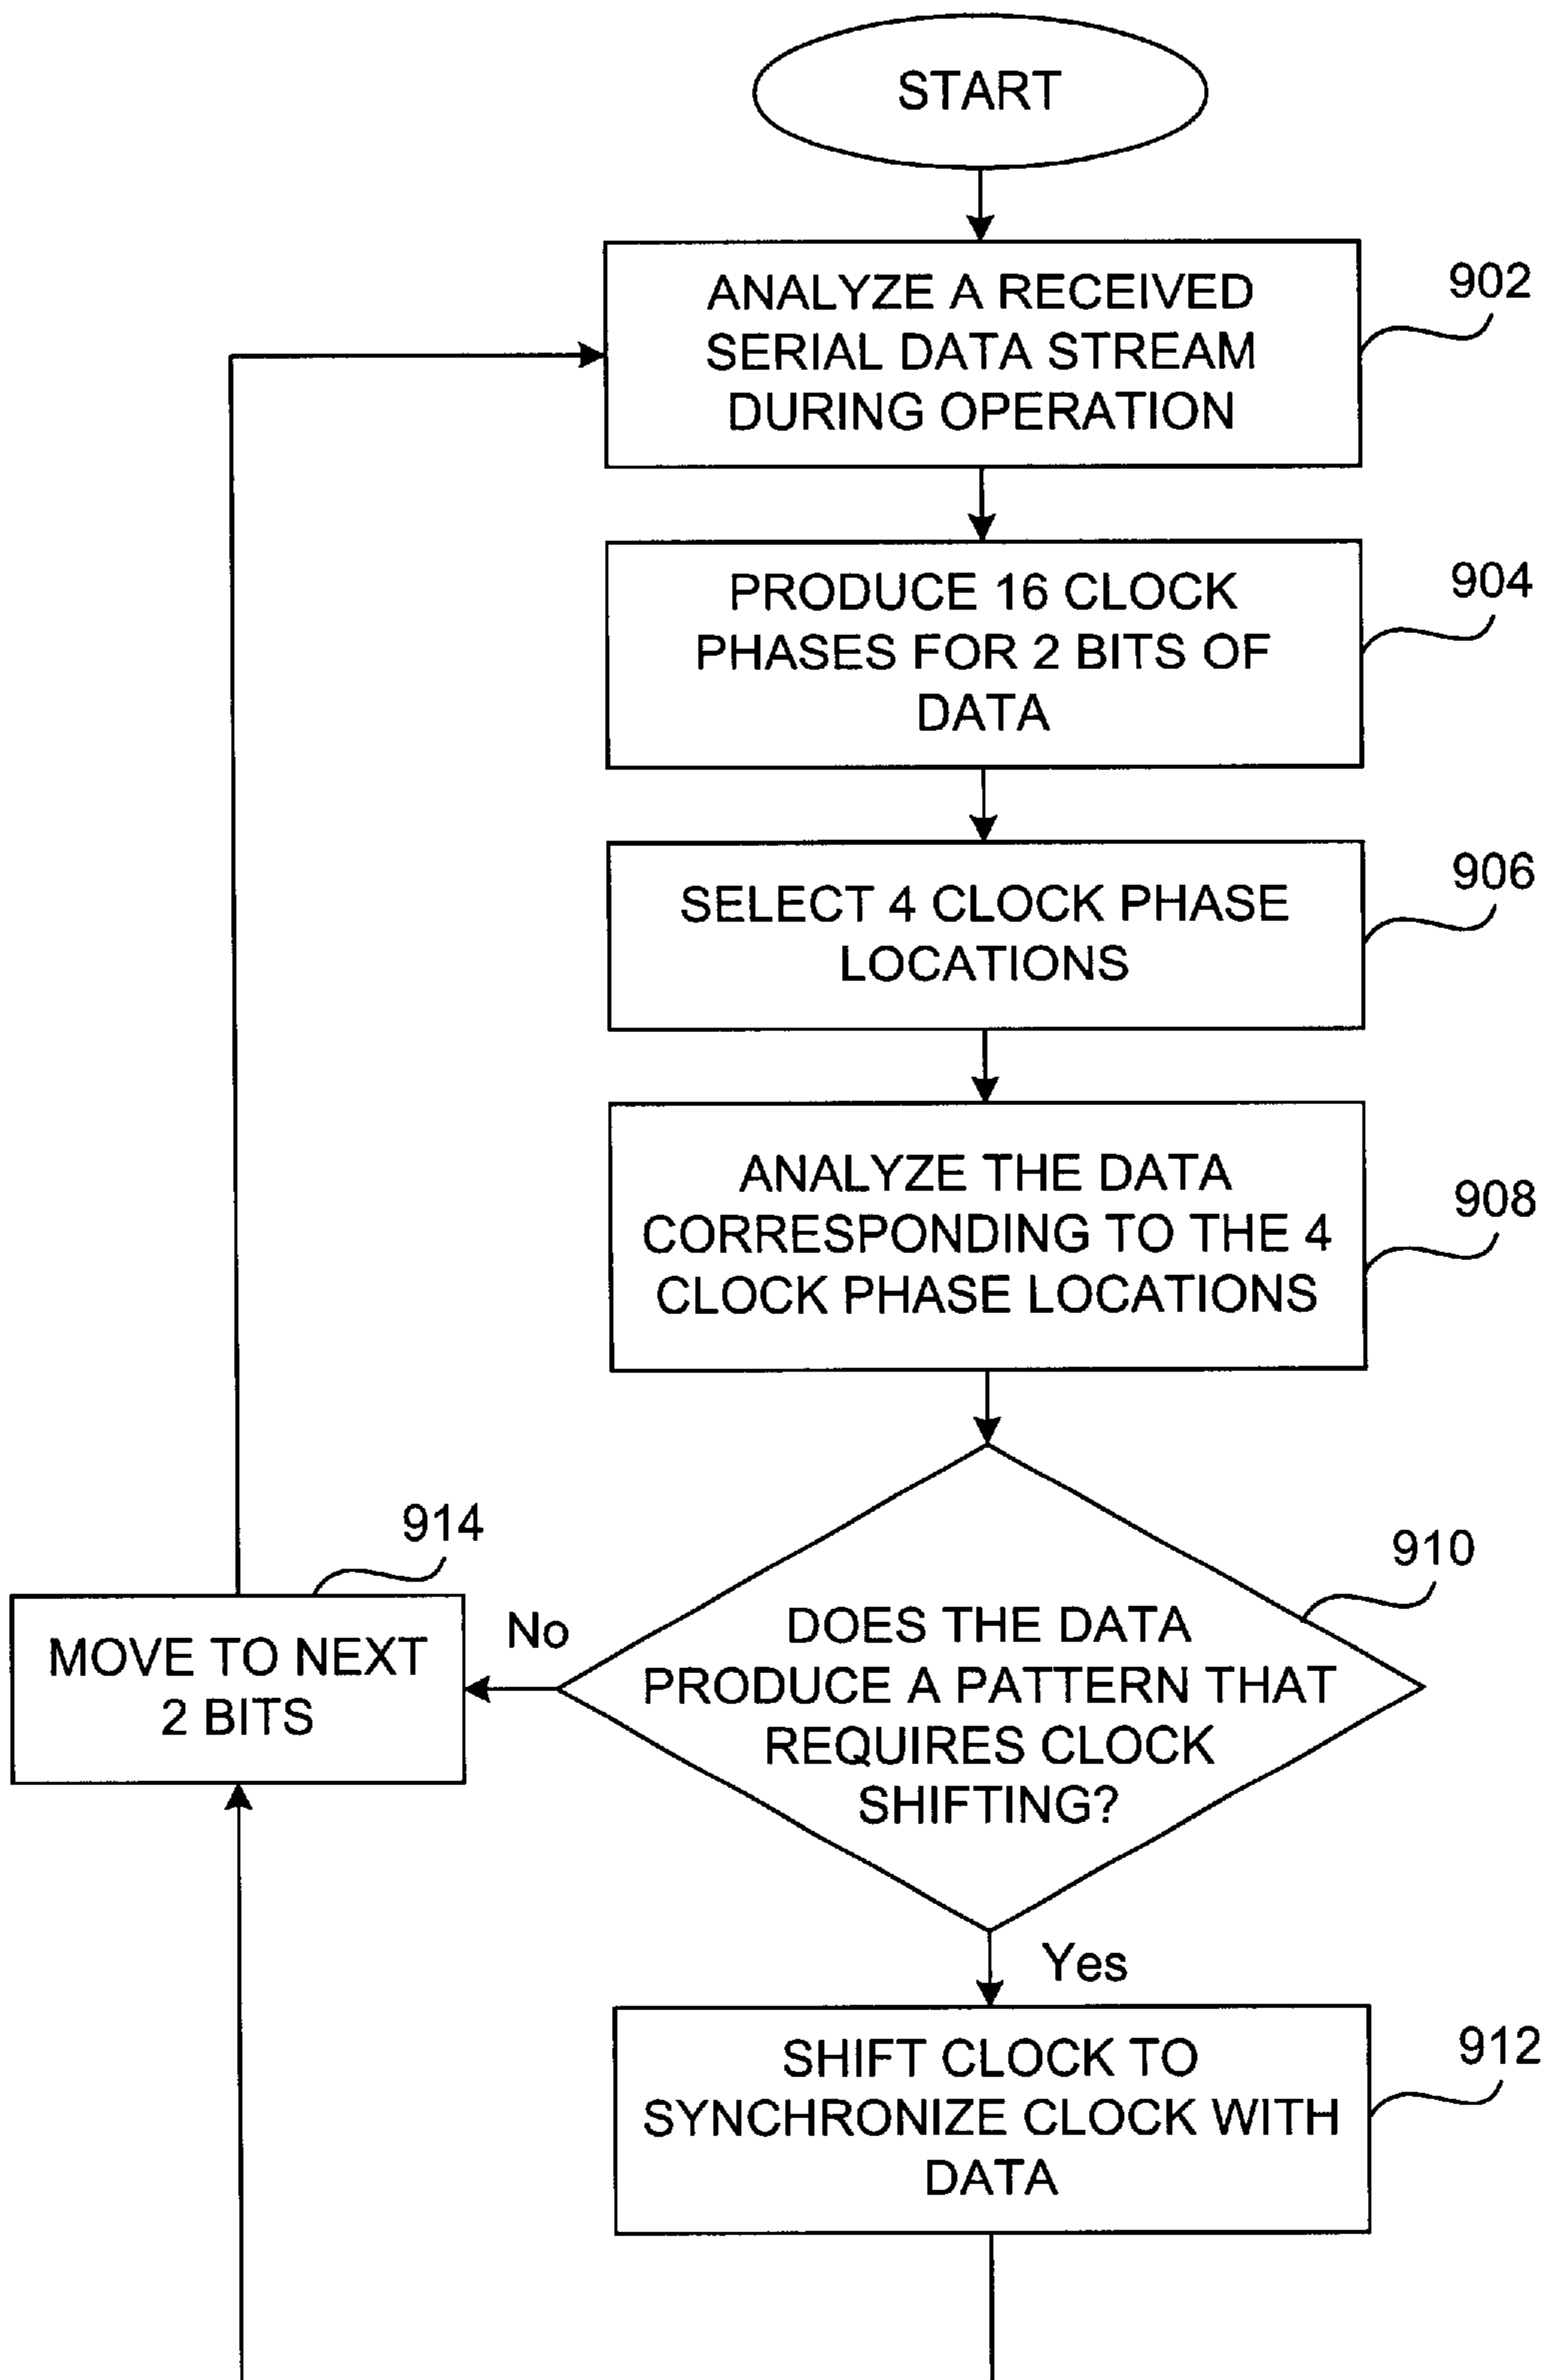 START
ANALYZE A RECEIVED
SERIAL DATA STREAM
DURING OPERATION
902
PRODUCE 16 CLOCK
PHASES FOR 2 BITS OF
DATA
904
SELECT 4 CLOCK PHASE
LOCATIONS
906
ANALYZE THE DATA
CORRESPONDING TO THE 4
CLOCK PHASE LOCATIONS
908
DOES THE DATA
PRODUCE A PATTERN THAT
REQUIRES CLOCK
SHIFTING?
910
No
MOVE TO NEXT
2 BITS
914
Yes
SHIFT CLOCK TO
SYNCHRONIZE CLOCK WITH
DATA
912